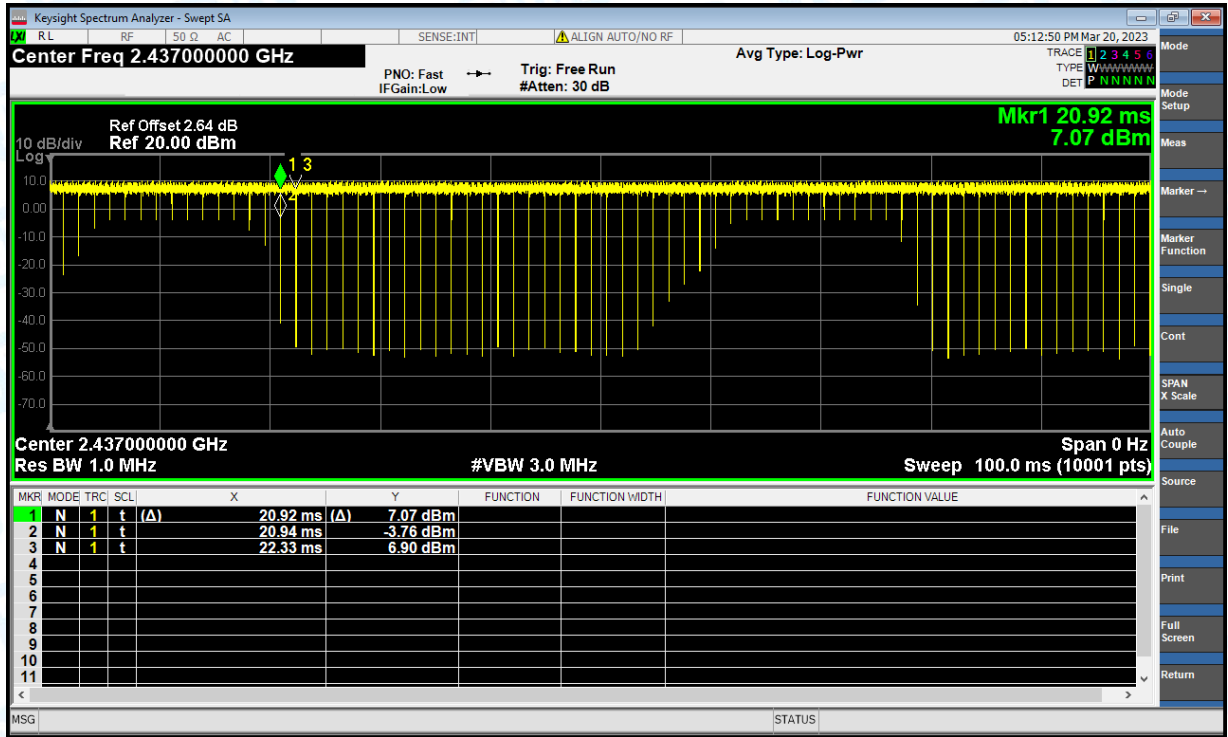 Keysight Spectrum Analyzer - Swept SA
LXI RL RF 50 Ω AC SENSE:INT ALIGN AUTO/NO RF 05:12:50 PM Mar 20, 2023
Center Freq 2.437000000 GHz
Avg Type: Log-Pwr
TRACE 1 2 3 4 5 6
TYPE WWWWWW
DET P N N N N N
PNO: Fast
IFGain:Low
Trig: Free Run
#Atten: 30 dB
Mkr1 20.92 ms
7.07 dBm
Ref Offset 2.64 dB
10 dB/div Ref 20.00 dBm
Log
1 3
2
10.0
0.00
-10.0
-20.0
-30.0
-40.0
-50.0
-60.0
-70.0
Center 2.437000000 GHz Span 0 Hz
Res BW 1.0 MHz #VBW 3.0 MHz Sweep 100.0 ms (10001 pts)
MKR MODE TRC SCL X Y FUNCTION FUNCTION WIDTH FUNCTION VALUE
1 N 1 t (Δ) 20.92 ms (Δ) 7.07 dBm
2 N 1 t 20.94 ms -3.76 dBm
3 N 1 t 22.33 ms 6.90 dBm
4
5
6
7
8
9
10
11
MSG STATUS
Mode
Mode
Setup
Meas
Marker →
Marker
Function
Single
Cont
SPAN
X Scale
Auto
Couple
Source
File
Print
Full
Screen
Return